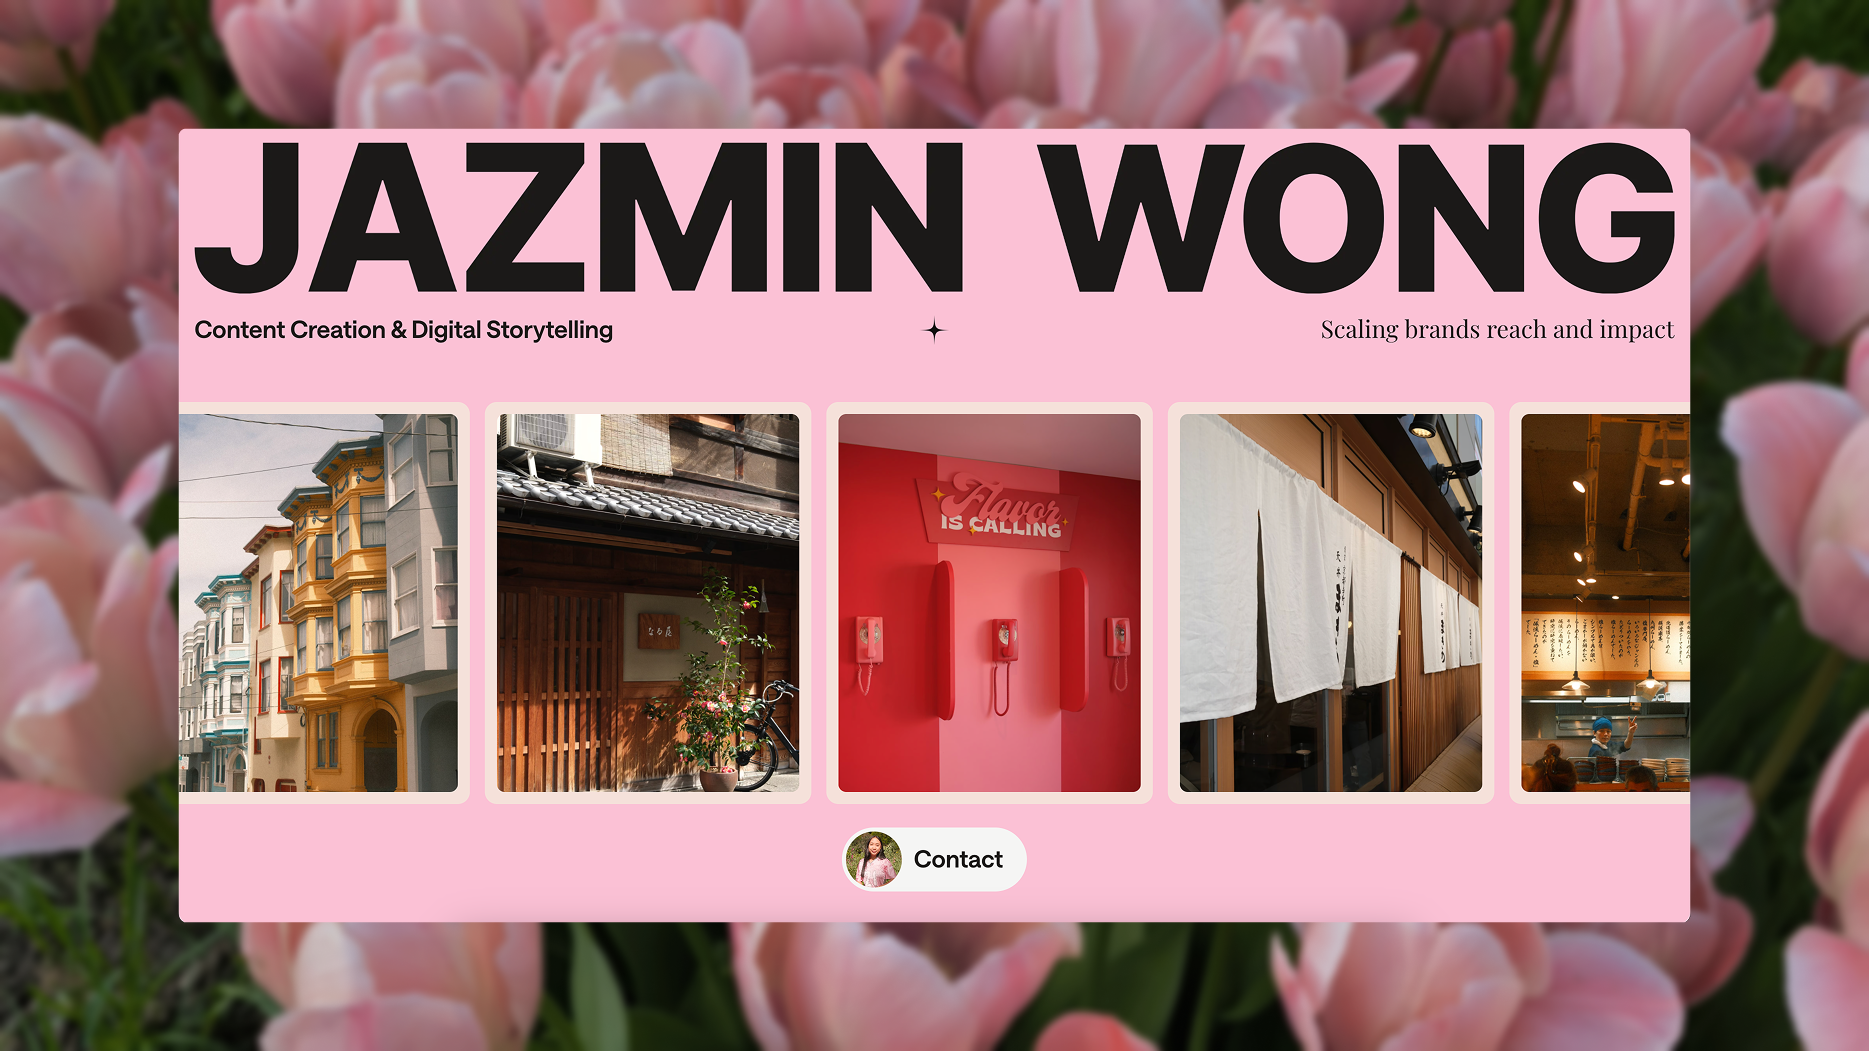 JAZMIN WONG
Content Creation & Digital Storytelling
Scaling brands reach and impact
Flavor
IS CALLING
Contact